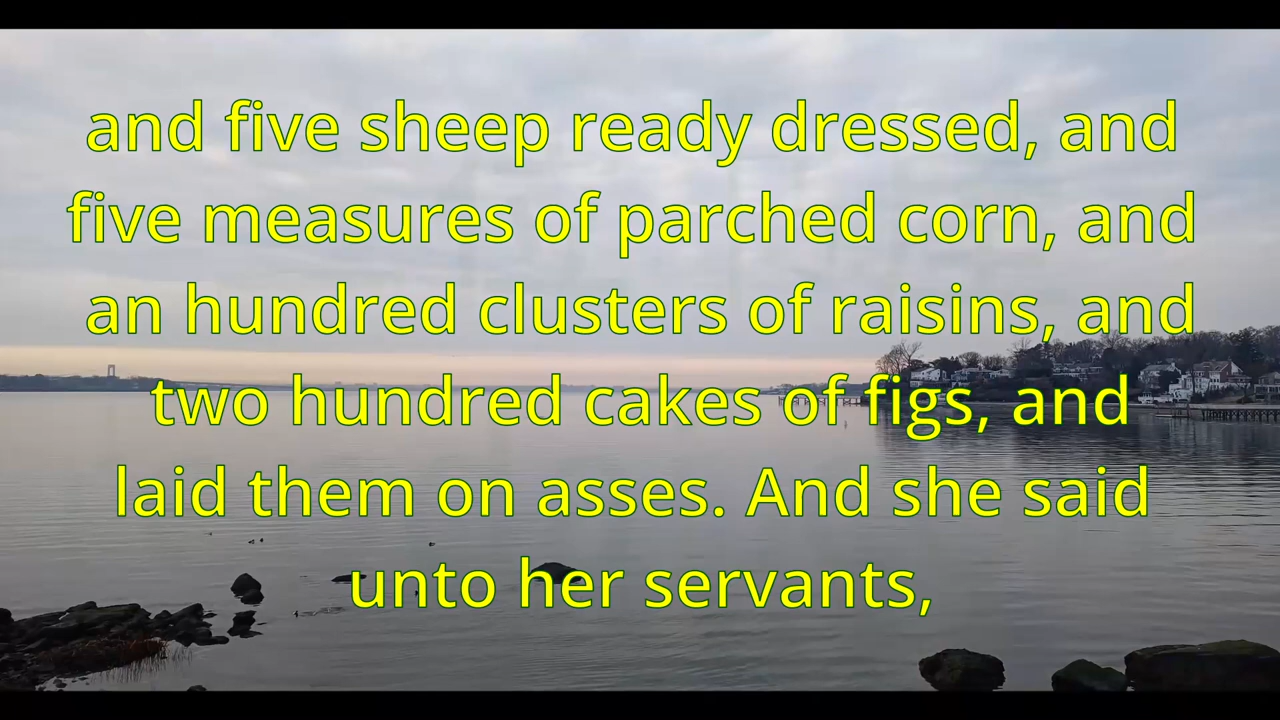 and five sheep ready dressed, and
five measures of parched corn, and
an hundred clusters of raisins, and
two hundred cakes of figs, and
laid them on asses. And she said
unto her servants,